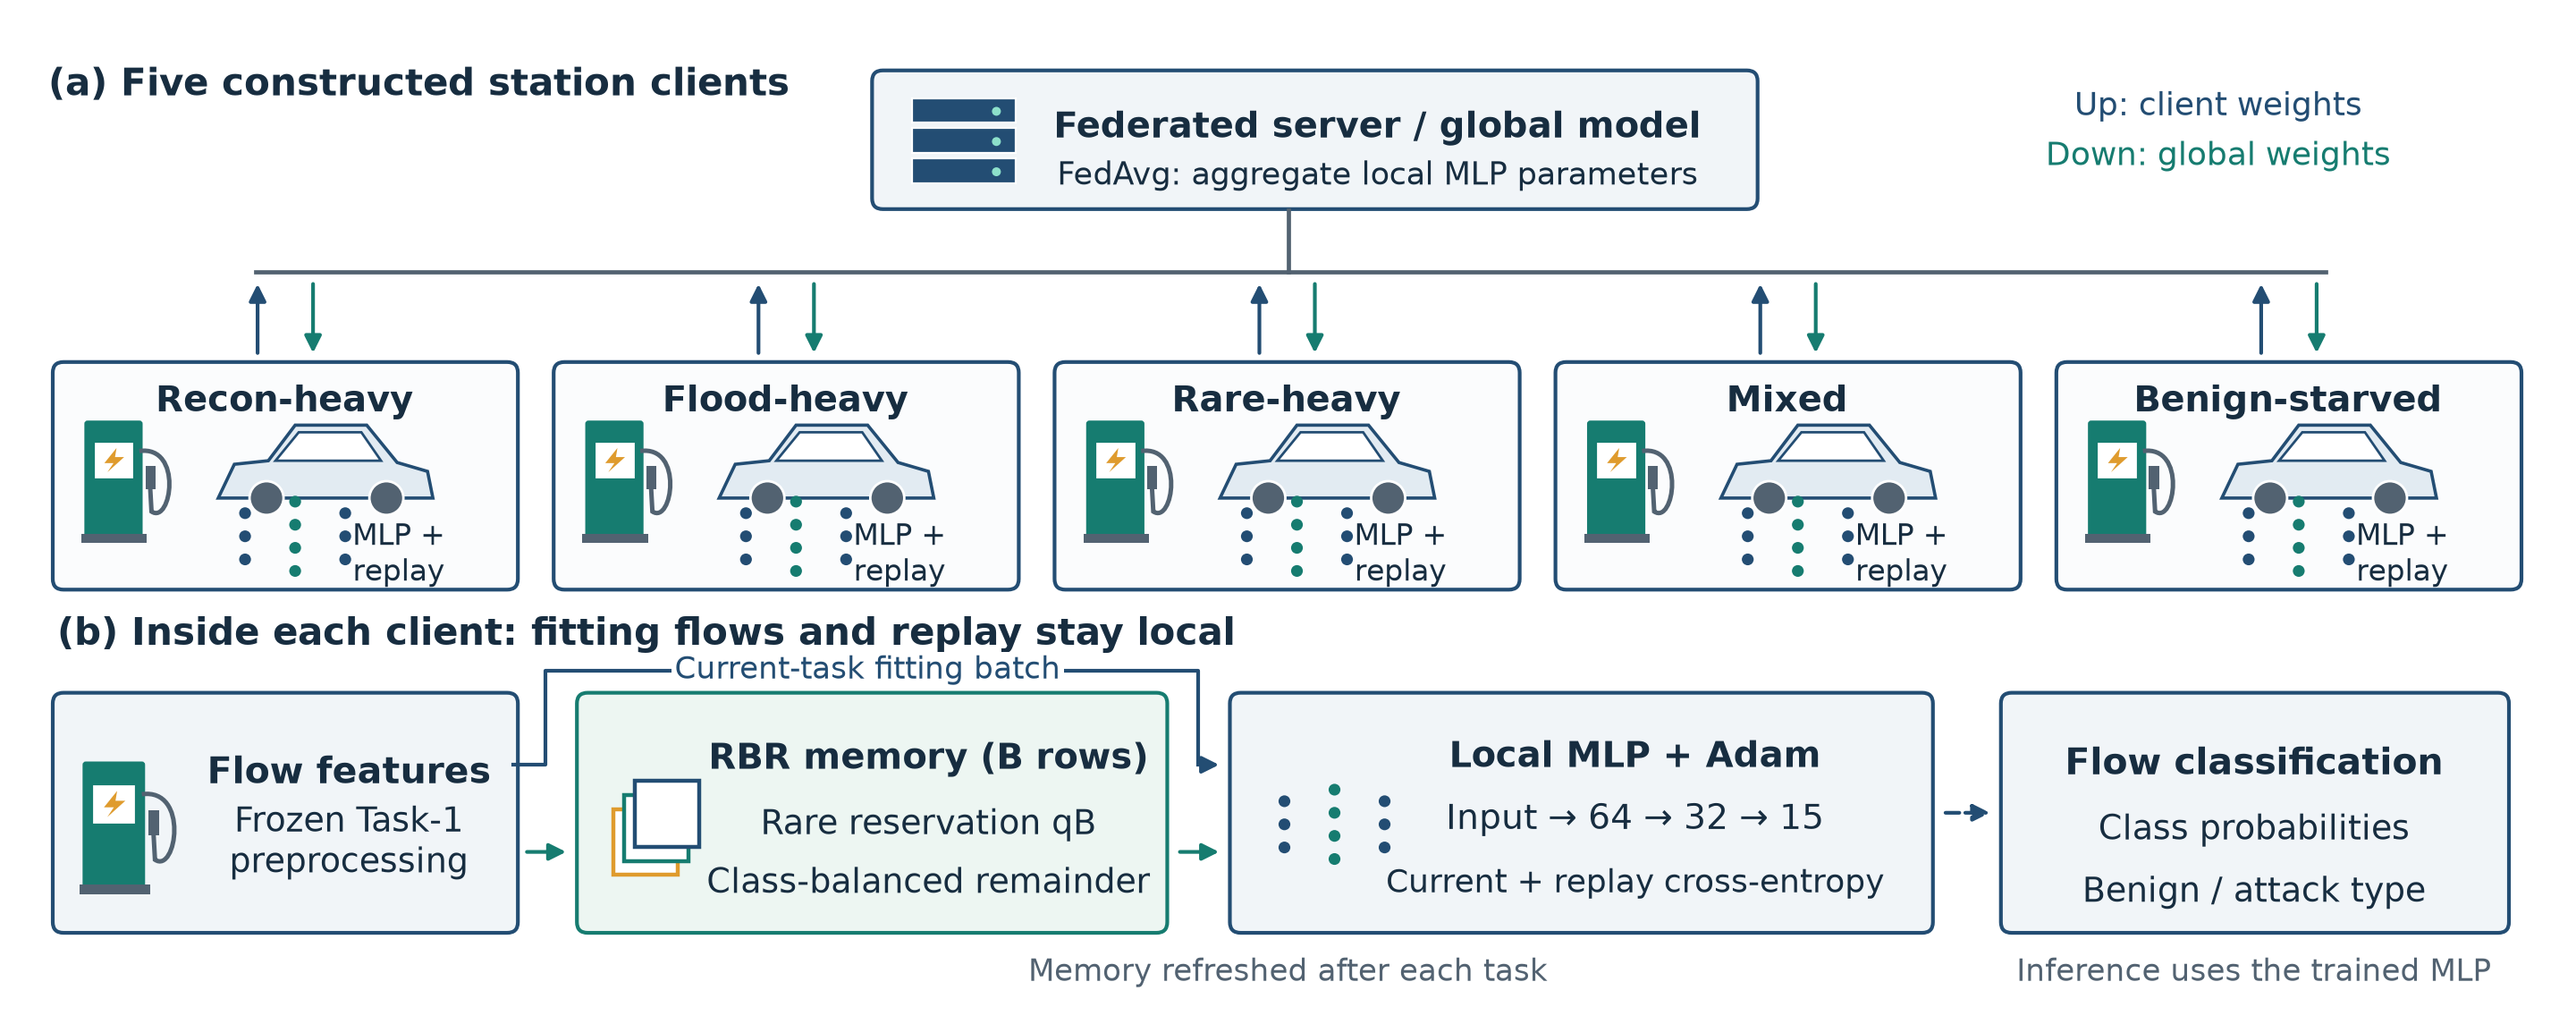 (a) Five constructed station clients
Federated server / global model
FedAvg: aggregate local MLP parameters
Up: client weights
Down: global weights
Recon-heavy
MLP +
replay
Flood-heavy
MLP +
replay
Rare-heavy
MLP +
replay
Mixed
MLP +
replay
Benign-starved
MLP +
replay
(b) Inside each client: fitting flows and replay stay local
Current-task fitting batch
Flow features
Frozen Task-1
preprocessing
RBR memory (B rows)
Rare reservation qB
Class-balanced remainder
Local MLP + Adam
Input → 64 → 32 → 15
Current + replay cross-entropy
Flow classification
Class probabilities
Benign / attack type
Memory refreshed after each task
Inference uses the trained MLP